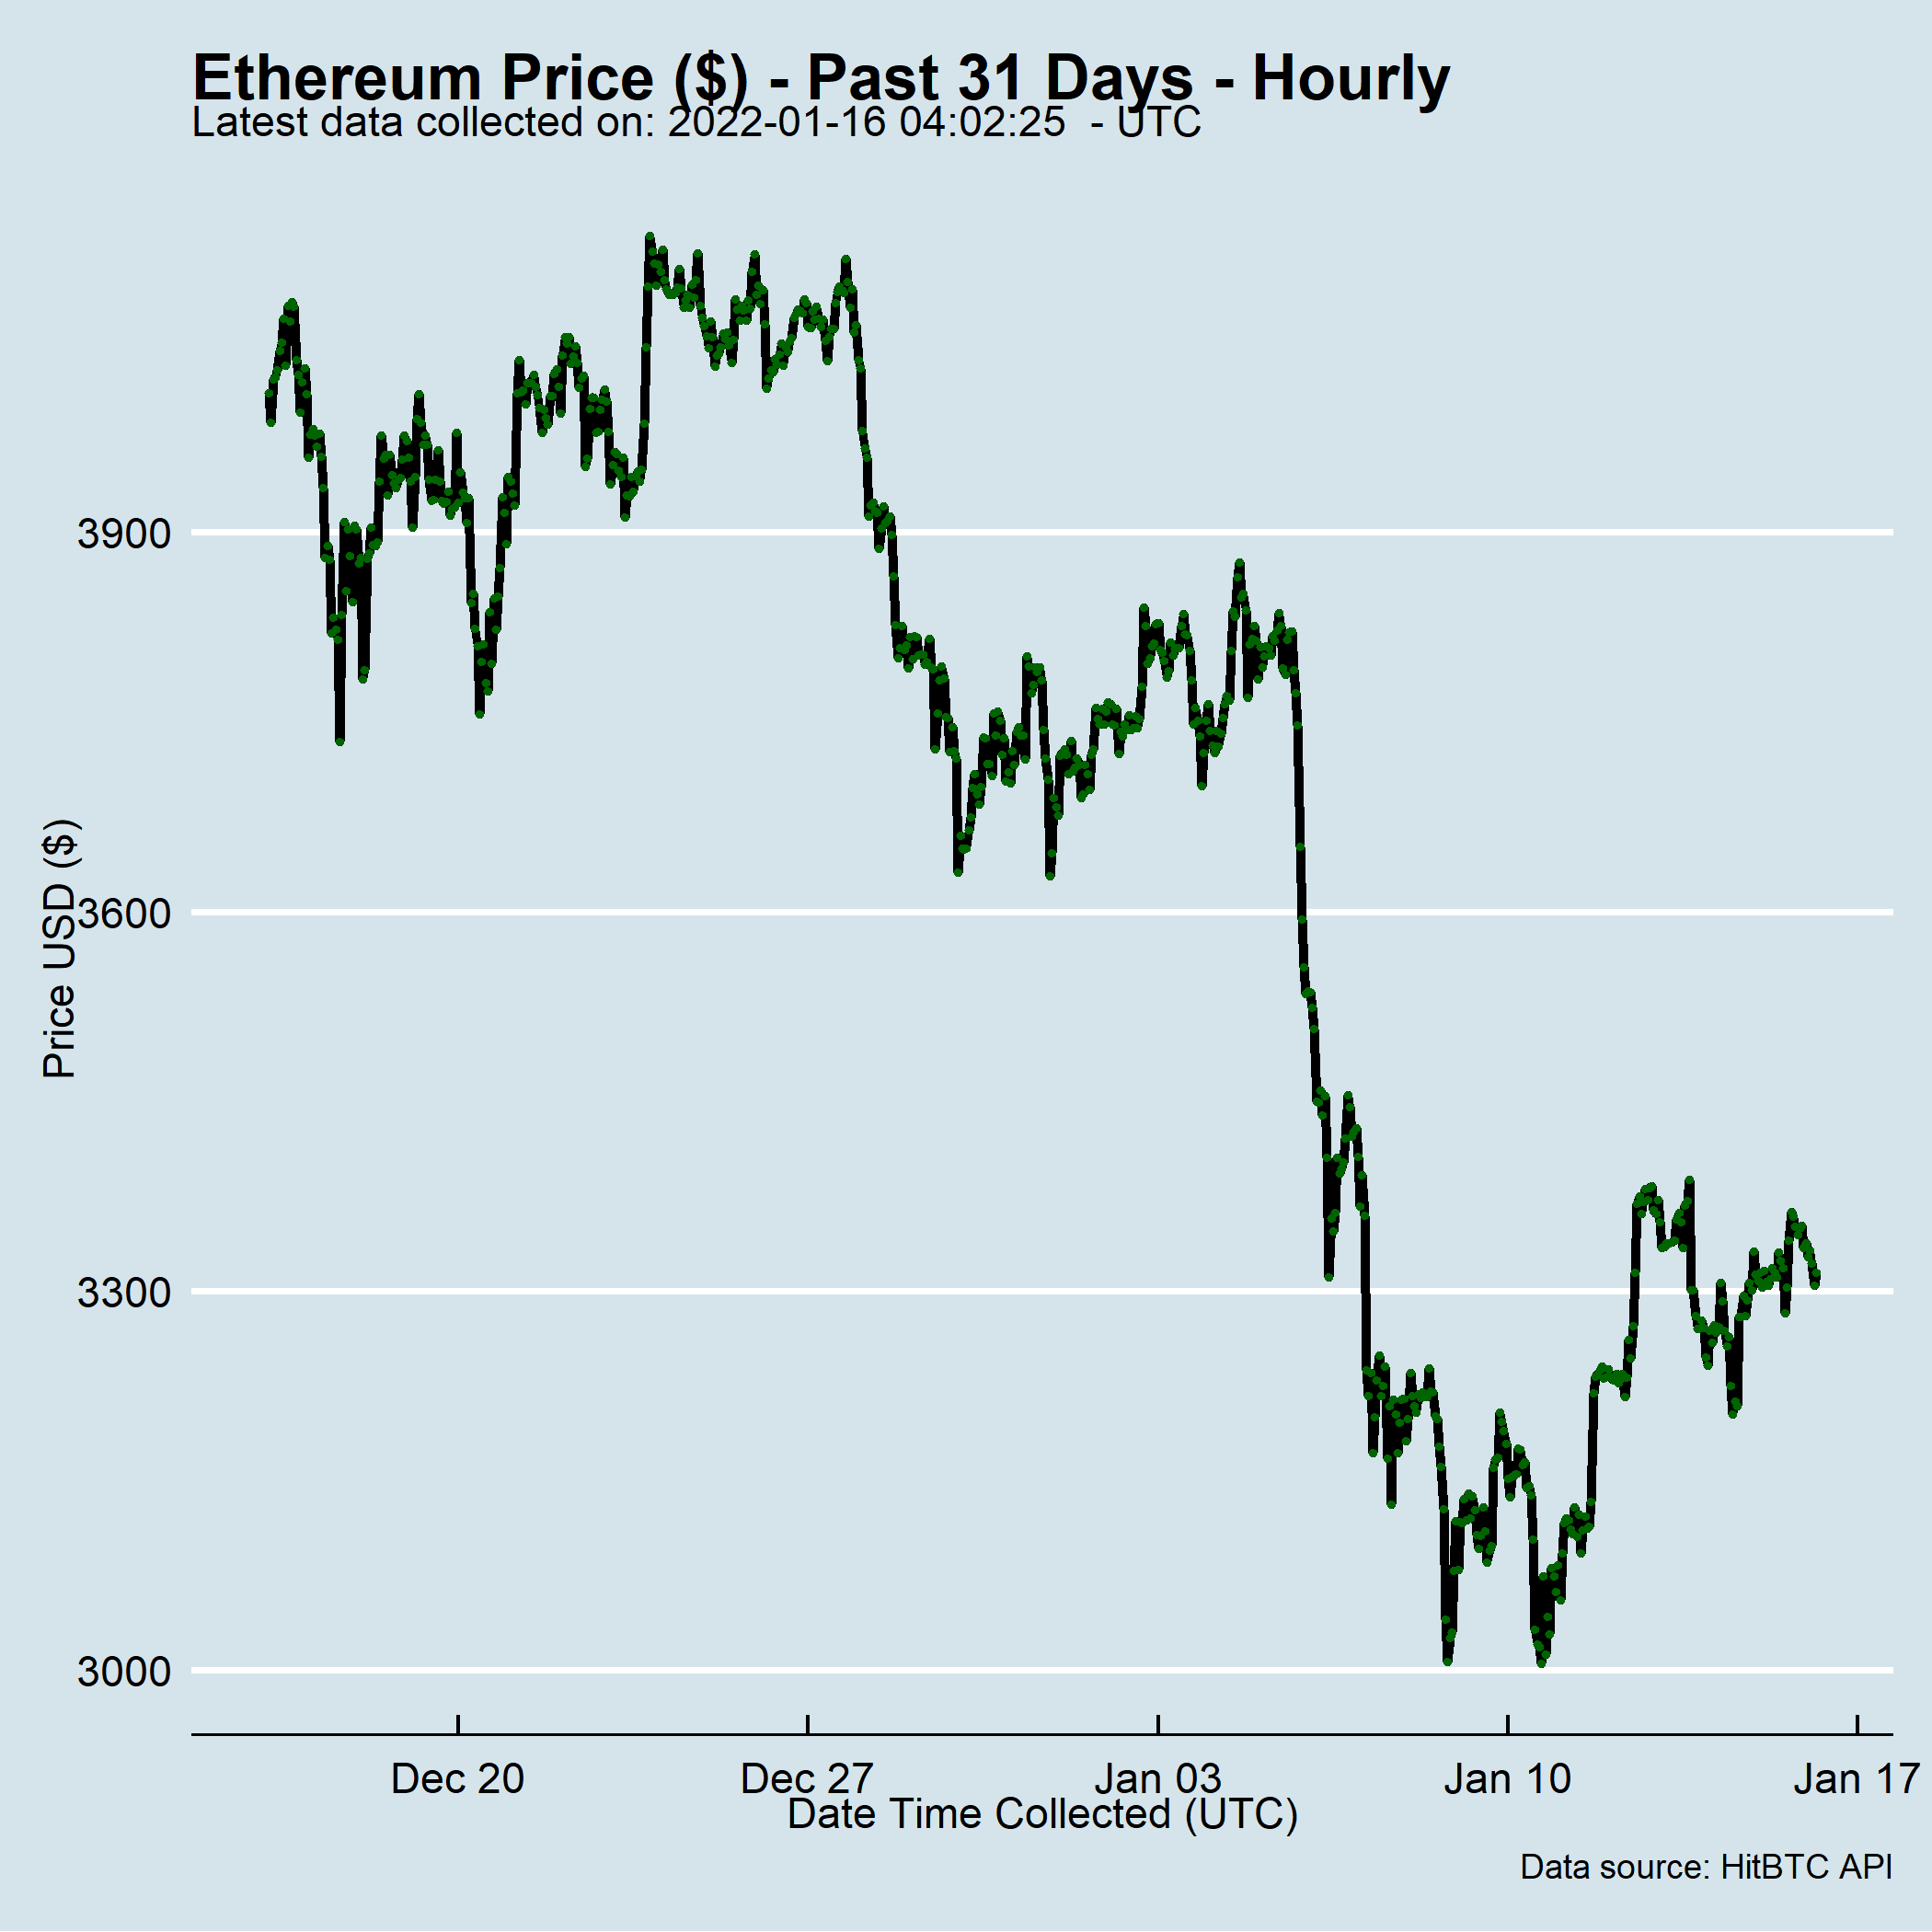 Ethereum Price ($) - Past 31 Days - Hourly
Latest data collected on: 2022-01-16 04:02:25  - UTC
Price USD ($)
3900
3600
3300
3000
Dec 20 Dec 27 Jan 03 Jan 10 Jan 17
Date Time Collected (UTC)
Data source: HitBTC API